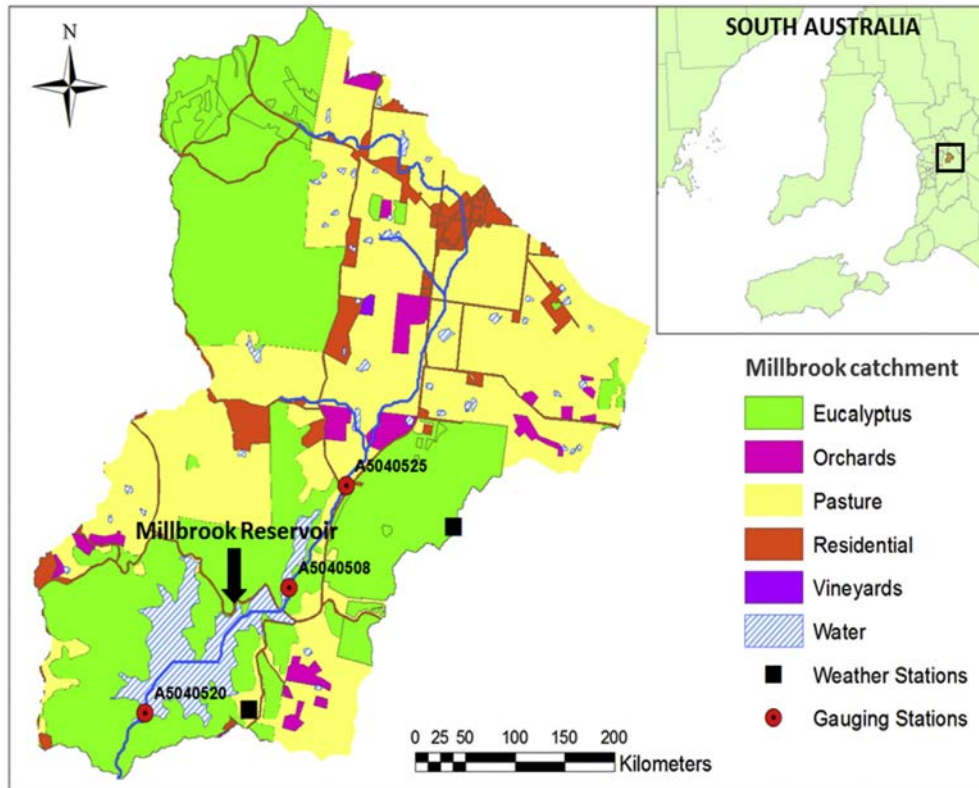 N
SOUTH AUSTRALIA
A5040525
Millbrook Reservoir
A5040508
A5040520
Millbrook catchment
Eucalyptus
Orchards
Pasture
Residential
Vineyards
Water
Weather Stations
Gauging Stations
0 25 50 100 150 200
Kilometers